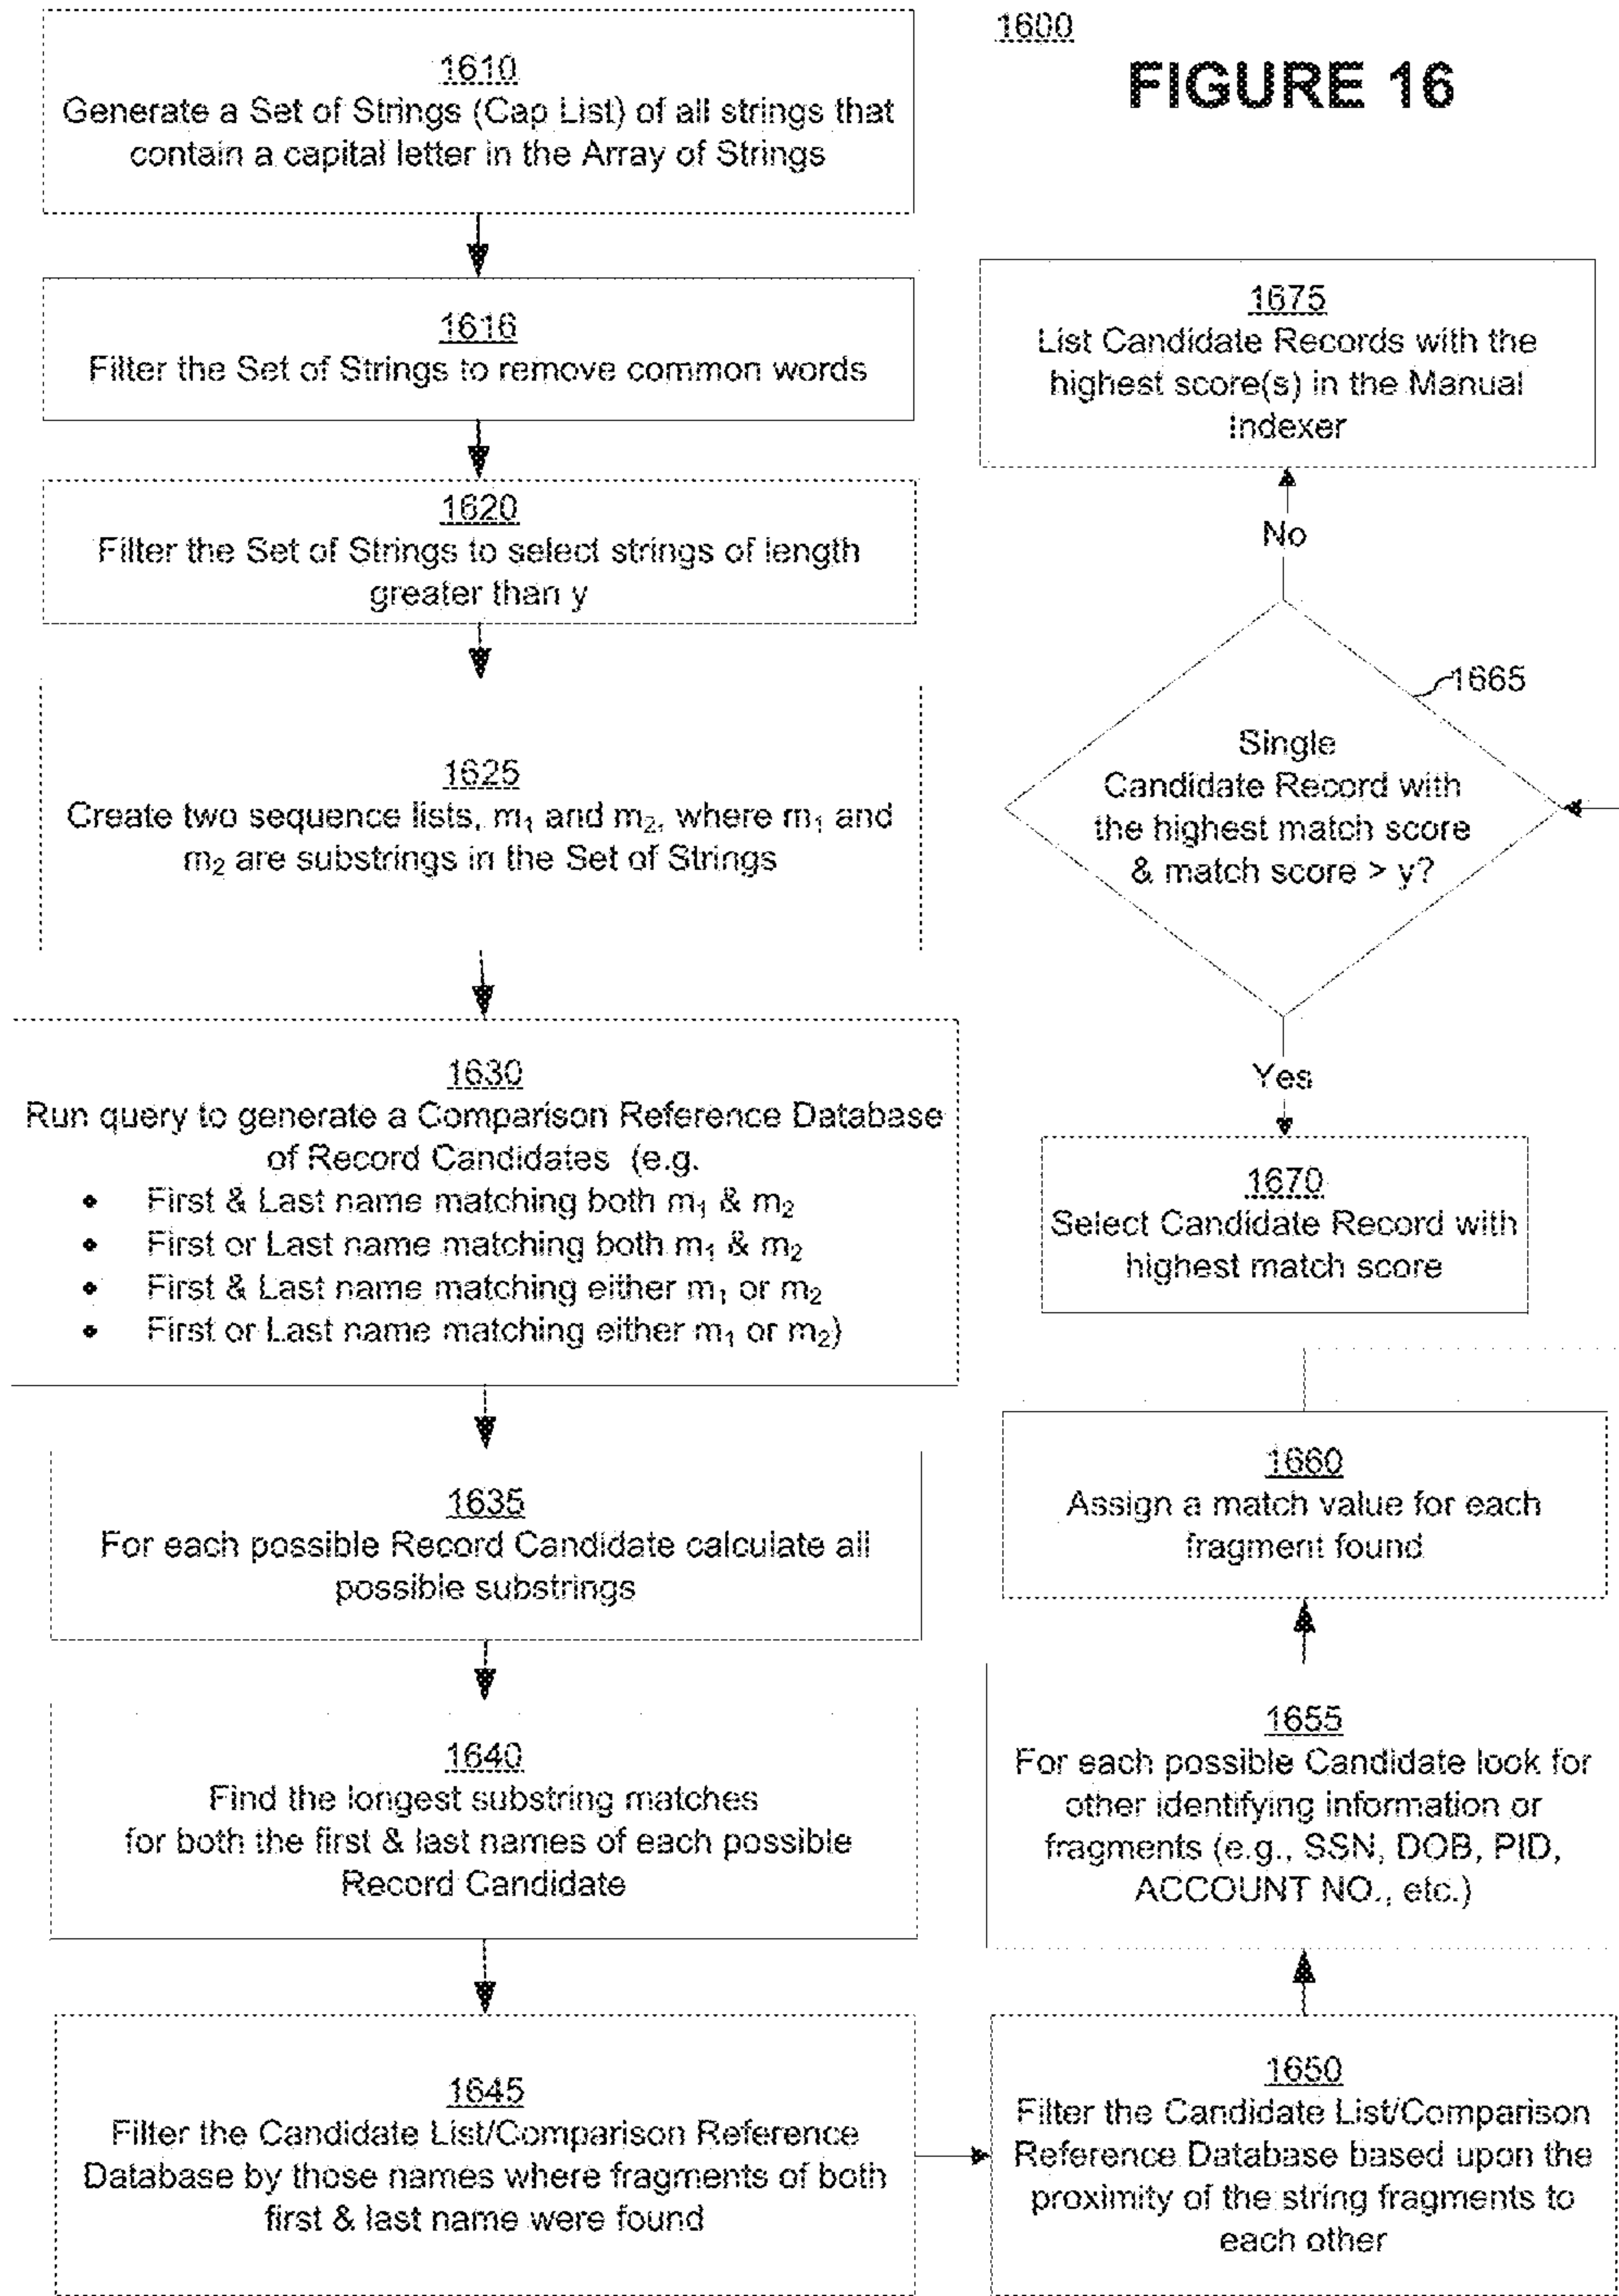 1600
FIGURE 16
1610
Generate a Set of Strings (Cap List) of all strings that
contain a capital letter in the Array of Strings
1616
Filter the Set of Strings to remove common words
1620
Filter the Set of Strings to select strings of length
greater than y
1625
Create two sequence lists, m₁ and m₂, where m₁ and
m₂ are substrings in the Set of Strings
1630
Run query to generate a Comparison Reference Database
of Record Candidates (e.g.
• First & Last name matching both m₁ & m₂
• First or Last name matching both m₁ & m₂
• First & Last name matching either m₁ or m₂
• First or Last name matching either m₁ or m₂)
1635
For each possible Record Candidate calculate all
possible substrings
1640
Find the longest substring matches
for both the first & last names of each possible
Record Candidate
1645
Filter the Candidate List/Comparison Reference
Database by those names where fragments of both
first & last name were found
1650
Filter the Candidate List/Comparison
Reference Database based upon the
proximity of the string fragments to
each other
1655
For each possible Candidate look for
other identifying information or
fragments (e.g., SSN, DOB, PID,
ACCOUNT NO., etc.)
1660
Assign a match value for each
fragment found
1665
Single
Candidate Record with
the highest match score
& match score > y?
Yes
1670
Select Candidate Record with
highest match score
No
1675
List Candidate Records with the
highest score(s) in the Manual
Indexer